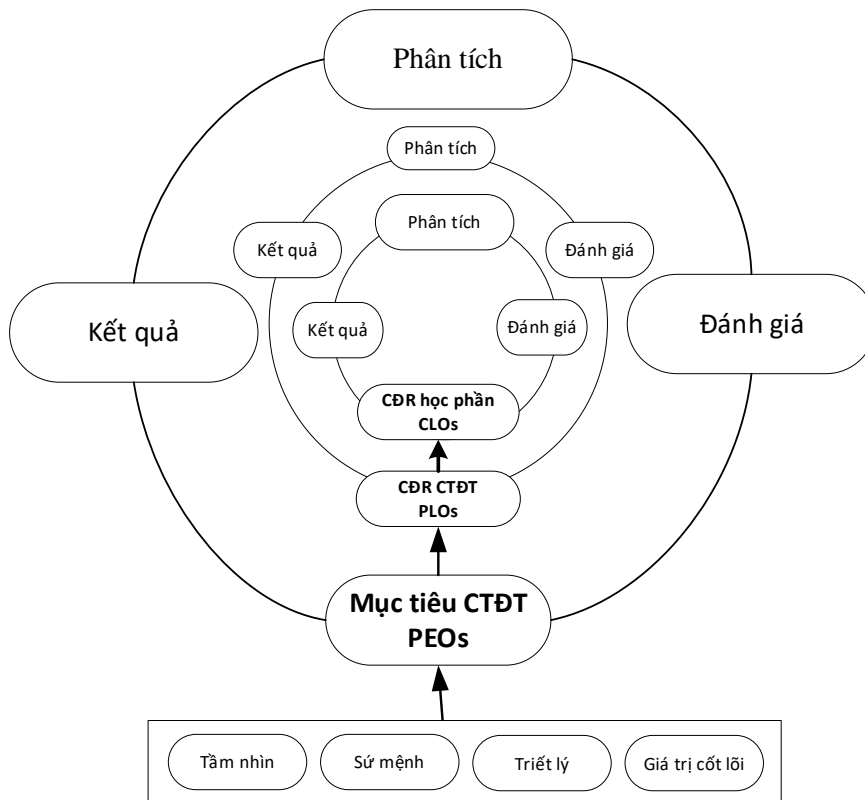 Phân tích
Phân tích
Phân tích
Kết quả
Đánh giá
Kết quả
Đánh giá
Kết quả
Đánh giá
CĐR học phần
CLOs
CĐR CTĐT
PLOs
Mục tiêu CTĐT
PEOs
Tầm nhìn
Sứ mệnh
Triết lý
Giá trị cốt lõi